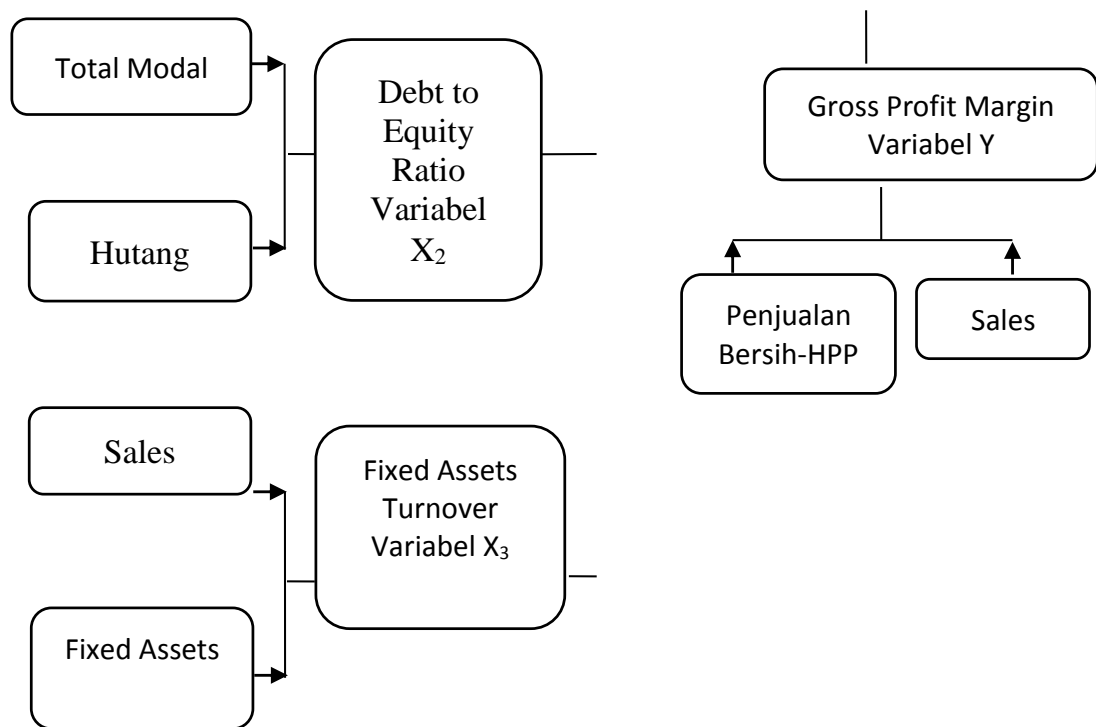 Total Modal
Debt to
Equity
Ratio
Variabel
X₂
Hutang
Gross Profit Margin
Variabel Y
Penjualan
Bersih-HPP
Sales
Sales
Fixed Assets
Turnover
Variabel X₃
Fixed Assets